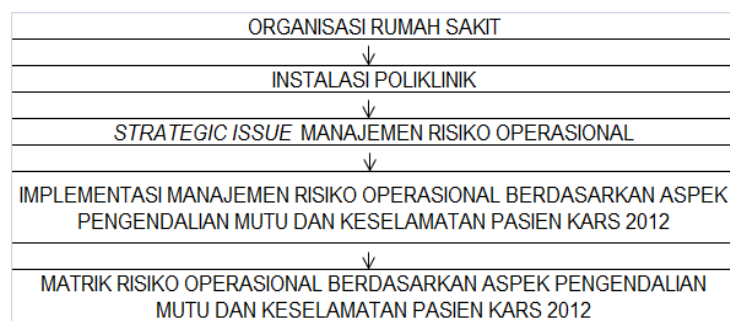 ORGANISASI RUMAH SAKIT
↓
INSTALASI POLIKLINIK
↓
STRATEGIC ISSUE MANAJEMEN RISIKO OPERASIONAL
↓
IMPLEMENTASI MANAJEMEN RISIKO OPERASIONAL BERDASARKAN ASPEK
PENGENDALIAN MUTU DAN KESELAMATAN PASIEN KARS 2012
↓
MATRIK RISIKO OPERASIONAL BERDASARKAN ASPEK PENGENDALIAN
MUTU DAN KESELAMATAN PASIEN KARS 2012